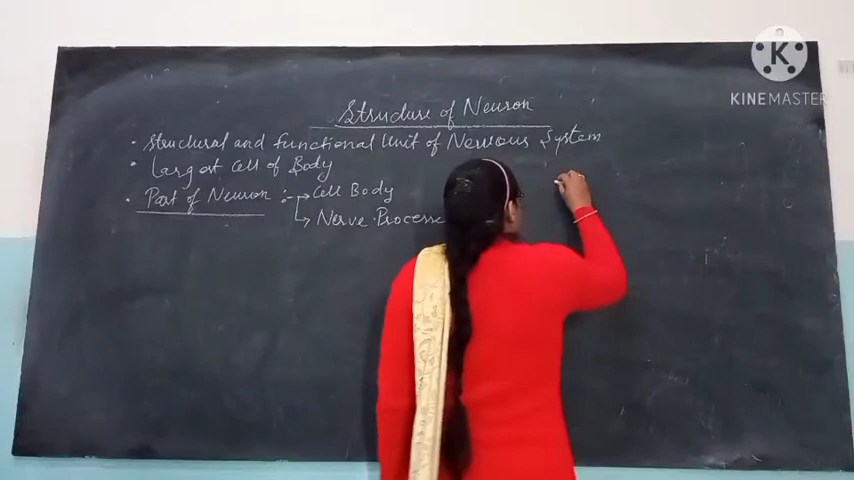 Structure of Neuron
• Structural and functional Unit of Nervous System
• Largest Cell of Body
• Part of Neuron :- → Cell Body
→ Nerve Processe
K
KINEMASTER